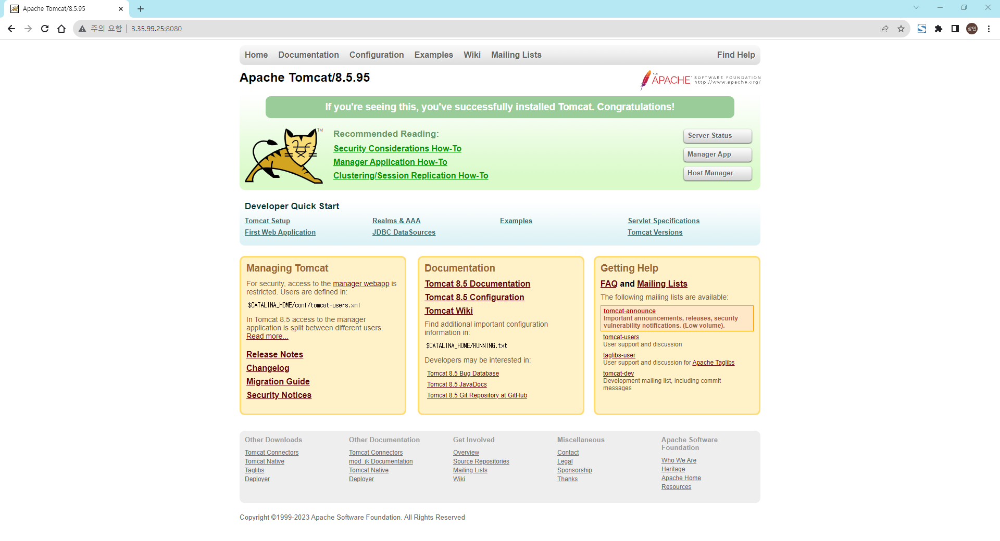 Apache Tomcat/8.5.95
주의 요함 3.35.99.25:8080
상민
Home Documentation Configuration Examples Wiki Mailing Lists Find Help
Apache Tomcat/8.5.95
THE APACHE SOFTWARE FOUNDATION
http://www.apache.org/
If you're seeing this, you've successfully installed Tomcat. Congratulations!
TM
Recommended Reading:
Security Considerations How-To
Manager Application How-To
Clustering/Session Replication How-To
Server Status
Manager App
Host Manager
Developer Quick Start
Tomcat Setup
First Web Application
Realms & AAA
JDBC DataSources
Examples
Servlet Specifications
Tomcat Versions
Managing Tomcat
For security, access to the manager webapp is
restricted. Users are defined in:
$CATALINA_HOME/conf/tomcat-users.xml
In Tomcat 8.5 access to the manager
application is split between different users.
Read more...
Release Notes
Changelog
Migration Guide
Security Notices
Documentation
Tomcat 8.5 Documentation
Tomcat 8.5 Configuration
Tomcat Wiki
Find additional important configuration
information in:
$CATALINA_HOME/RUNNING.txt
Developers may be interested in:
Tomcat 8.5 Bug Database
Tomcat 8.5 JavaDocs
Tomcat 8.5 Git Repository at GitHub
Getting Help
FAQ and Mailing Lists
The following mailing lists are available:
tomcat-announce
Important announcements, releases, security
vulnerability notifications. (Low volume).
tomcat-users
User support and discussion
taglibs-user
User support and discussion for Apache Taglibs
tomcat-dev
Development mailing list, including commit
messages
Other Downloads
Tomcat Connectors
Tomcat Native
Taglibs
Deployer
Other Documentation
Tomcat Connectors
mod_jk Documentation
Tomcat Native
Deployer
Get Involved
Overview
Source Repositories
Mailing Lists
Wiki
Miscellaneous
Contact
Legal
Sponsorship
Thanks
Apache Software
Foundation
Who We Are
Heritage
Apache Home
Resources
Copyright ©1999-2023 Apache Software Foundation. All Rights Reserved